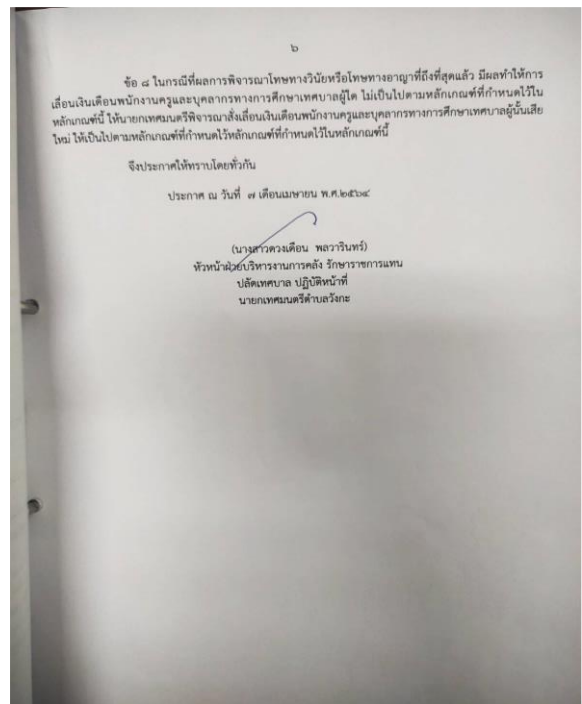 ๖
ข้อ ๘ ในกรณีที่ผลการพิจารณาโทษทางวินัยหรือโทษทางอาญาที่ถึงที่สุดแล้ว มีผลทำให้การ
เลื่อนเงินเดือนพนักงานครูและบุคลากรทางการศึกษาเทศบาลผู้ใด ไม่เป็นไปตามหลักเกณฑ์ที่กำหนดไว้ใน
หลักเกณฑ์นี้ ให้นายกเทศมนตรีพิจารณาสั่งเลื่อนเงินเดือนพนักงานครูและบุคลากรทางการศึกษาเทศบาลผู้นั้นเสีย
ใหม่ ให้เป็นไปตามหลักเกณฑ์ที่กำหนดไว้หลักเกณฑ์ที่กำหนดไว้ในหลักเกณฑ์นี้
จึงประกาศให้ทราบโดยทั่วกัน
ประกาศ ณ วันที่ ๗ เดือนเมษายน พ.ศ.๒๕๖๔
(นางสาวดวงเดือน พลวารินทร์)
หัวหน้าฝ่ายบริหารงานการคลัง รักษาราชการแทน
ปลัดเทศบาล ปฏิบัติหน้าที่
นายกเทศมนตรีตำบลวังกะ